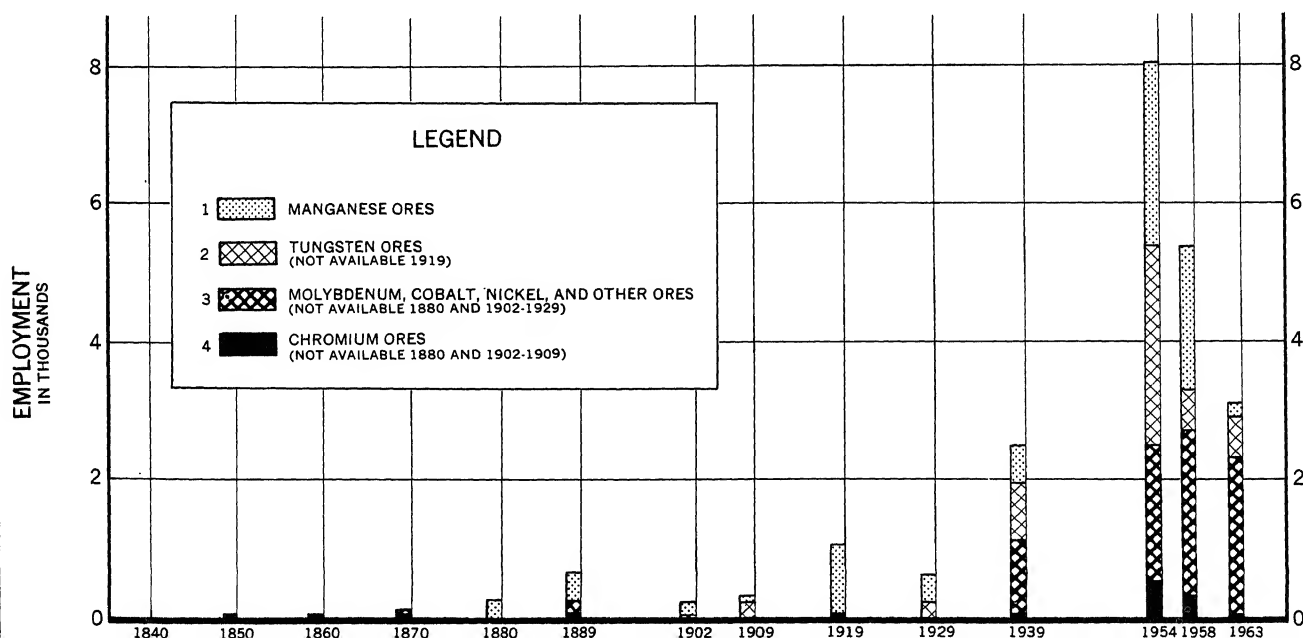 8
6
4
2
0
EMPLOYMENT
IN THOUSANDS
LEGEND
1 MANGANESE ORES
2 TUNGSTEN ORES
(NOT AVAILABLE 1919)
3 MOLYBDENUM, COBALT, NICKEL, AND OTHER ORES
(NOT AVAILABLE 1880 AND 1902-1929)
4 CHROMIUM ORES
(NOT AVAILABLE 1880 AND 1902-1909)
8
6
4
2
0
1840 1850 1860 1870 1880 1889 1902 1909 1919 1929 1939 1954 1958 1963